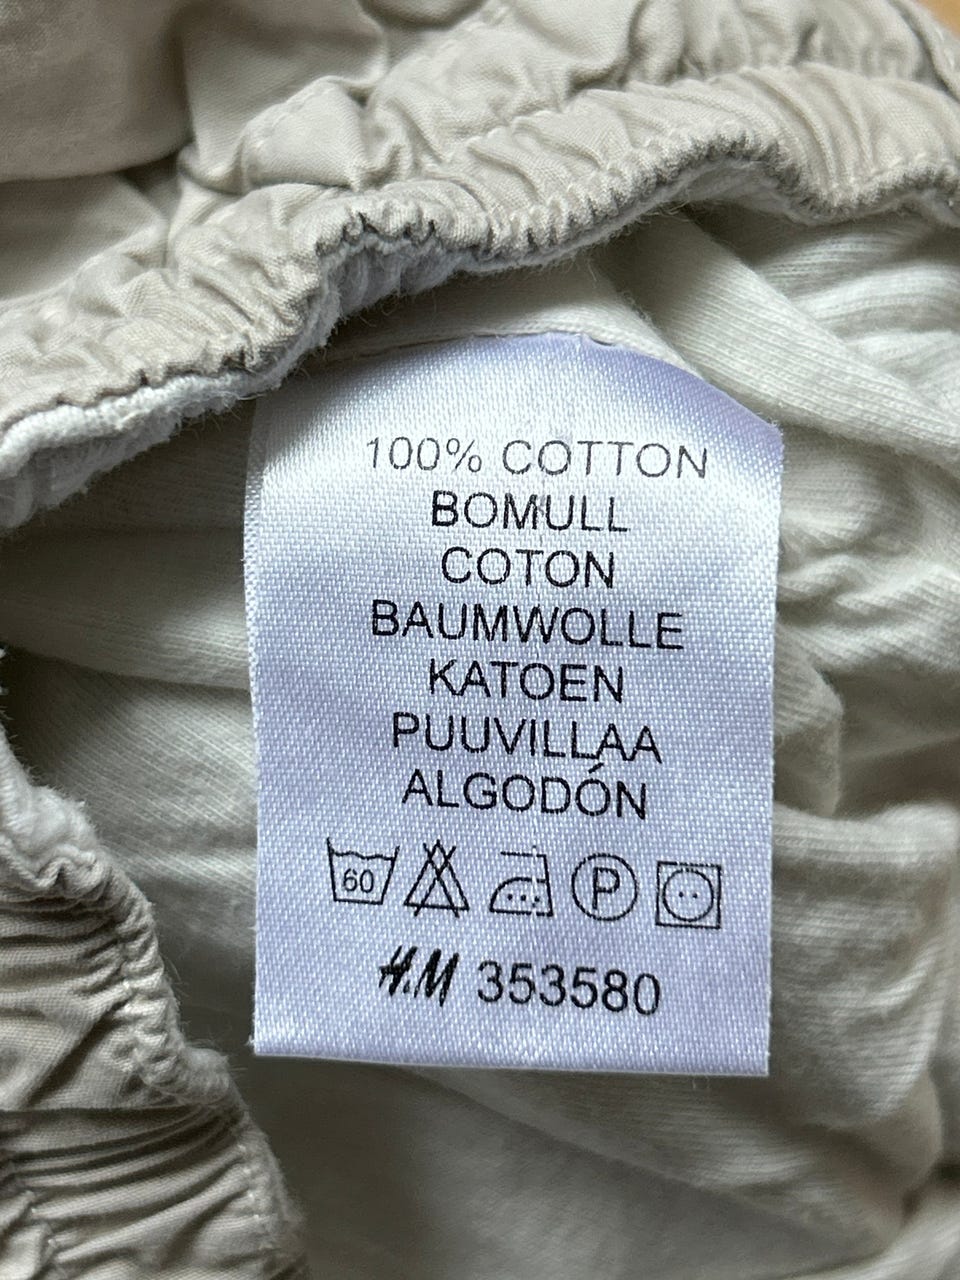 100% COTTON
BOMULL
COTON
BAUMWOLLE
KATOEN
PUUVILLAA
ALGODÓN
60 P
H.M 353580